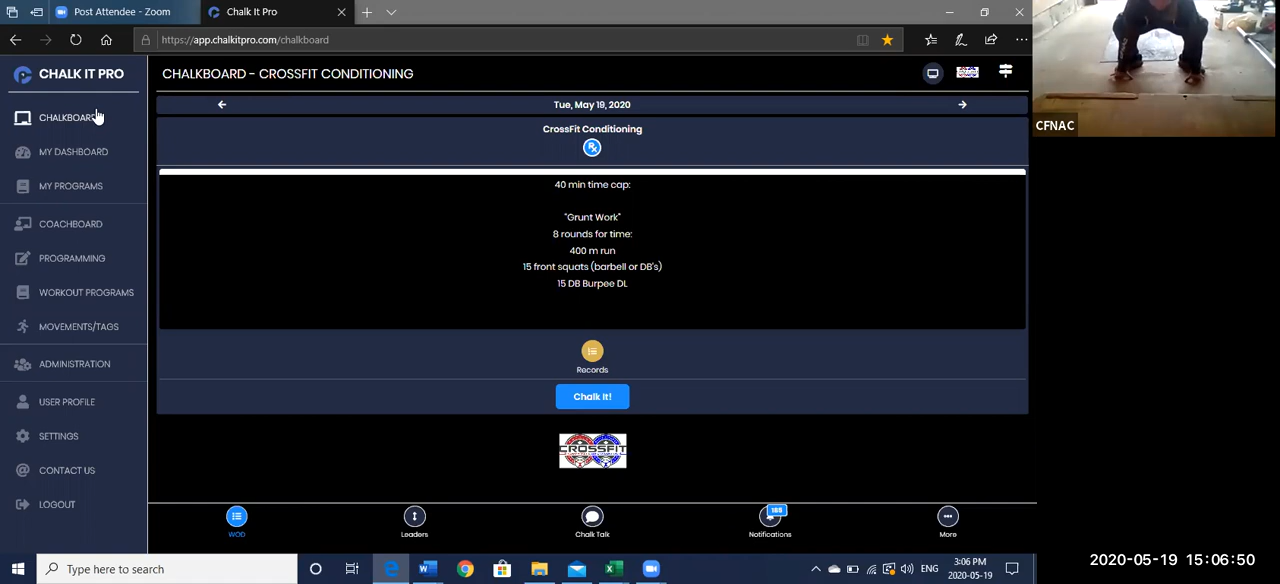 Post Attendee - Zoom
Chalk It Pro
https://app.chalkitpro.com/chalkboard
CHALK IT PRO
CHALKBOARD
MY DASHBOARD
MY PROGRAMS
COACHBOARD
PROGRAMMING
WORKOUT PROGRAMS
MOVEMENTS/TAGS
ADMINISTRATION
USER PROFILE
SETTINGS
CONTACT US
LOGOUT
CHALKBOARD - CROSSFIT CONDITIONING
Tue, May 19, 2020
CrossFit Conditioning
Rx
40 min time cap:
"Grunt Work"
8 rounds for time:
400 m run
15 front squats (barbell or DB's)
15 DB Burpee DL
Records
Chalk It!
CROSSFIT
WOD
Leaders
Chalk Talk
188
Notifications
More
CFNAC
Type here to search
ENG
3:06 PM
2020-05-19
2020-05-19 15:06:50